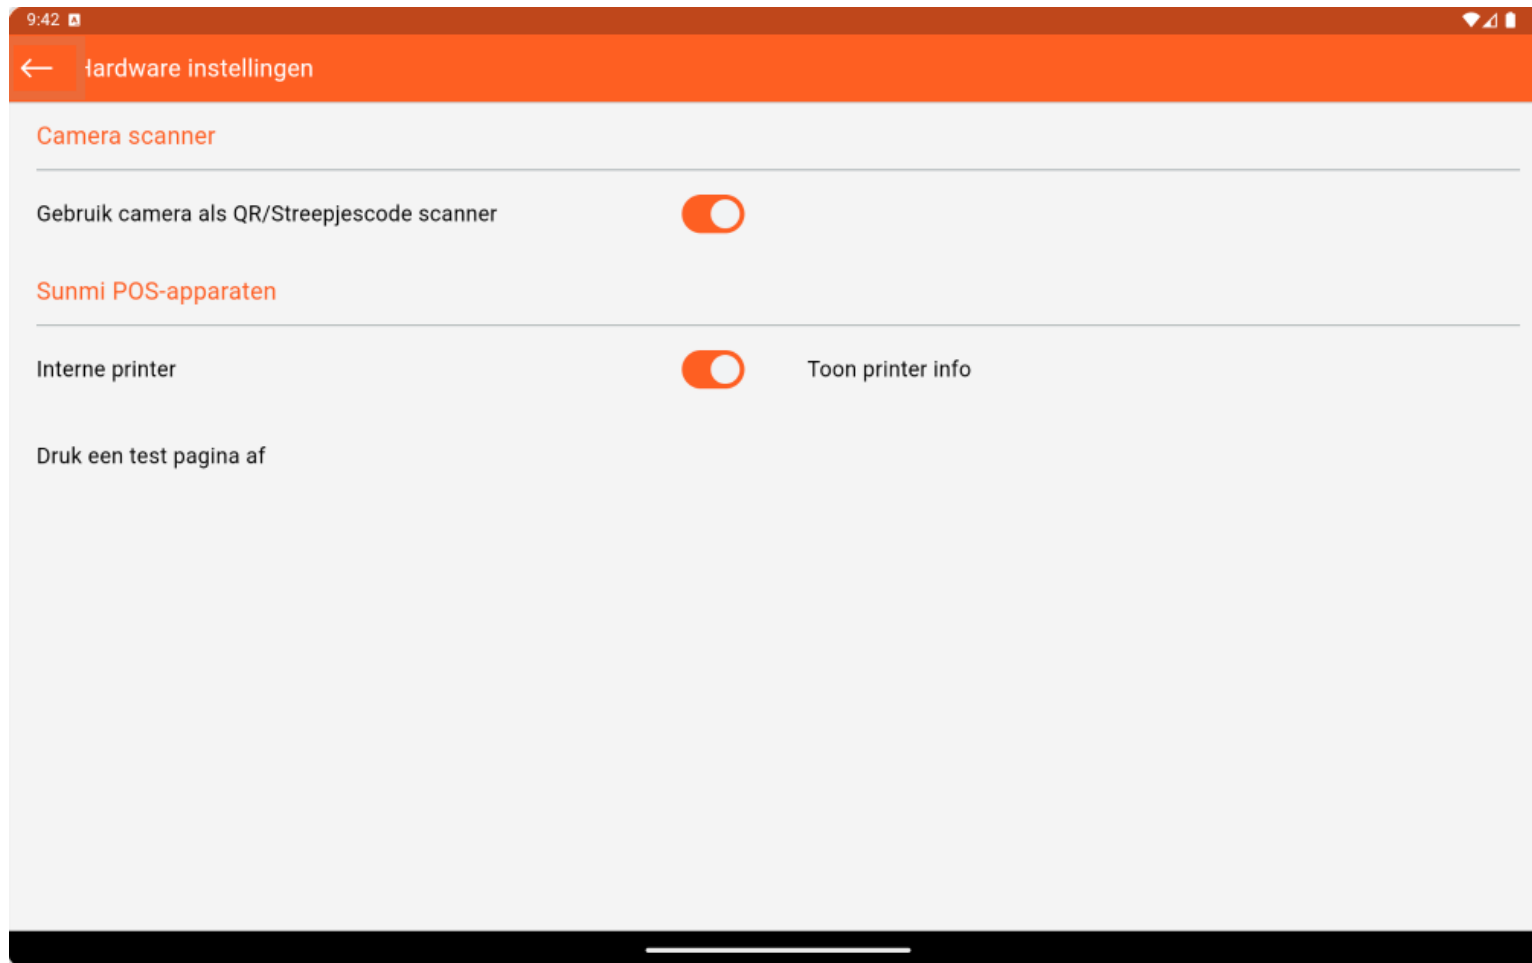 9:42
Hardware instellingen
Camera scanner
Gebruik camera als QR/Streepjescode scanner
Sunmi POS-apparaten
Interne printer Toon printer info
Druk een test pagina af